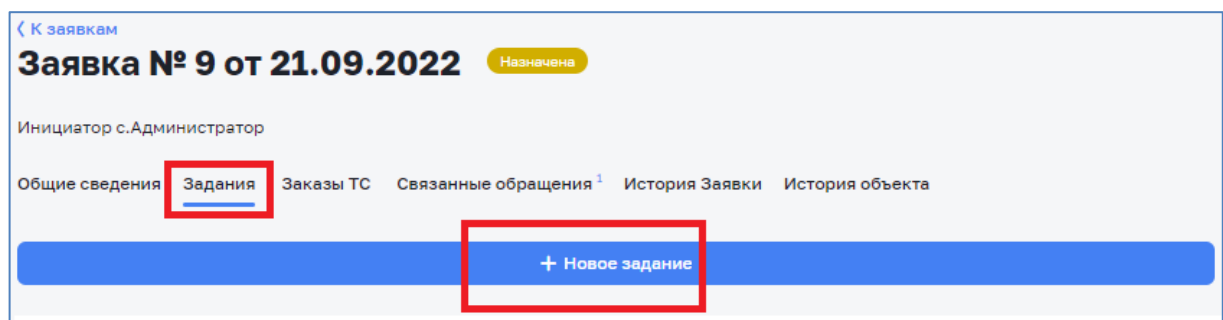 К заявкам
Заявка № 9 от 21.09.2022 Назначена
Инициатор с.Администратор
Общие сведения Задания Заказы ТС Связанные обращения 1 История Заявки История объекта
+ Новое задание